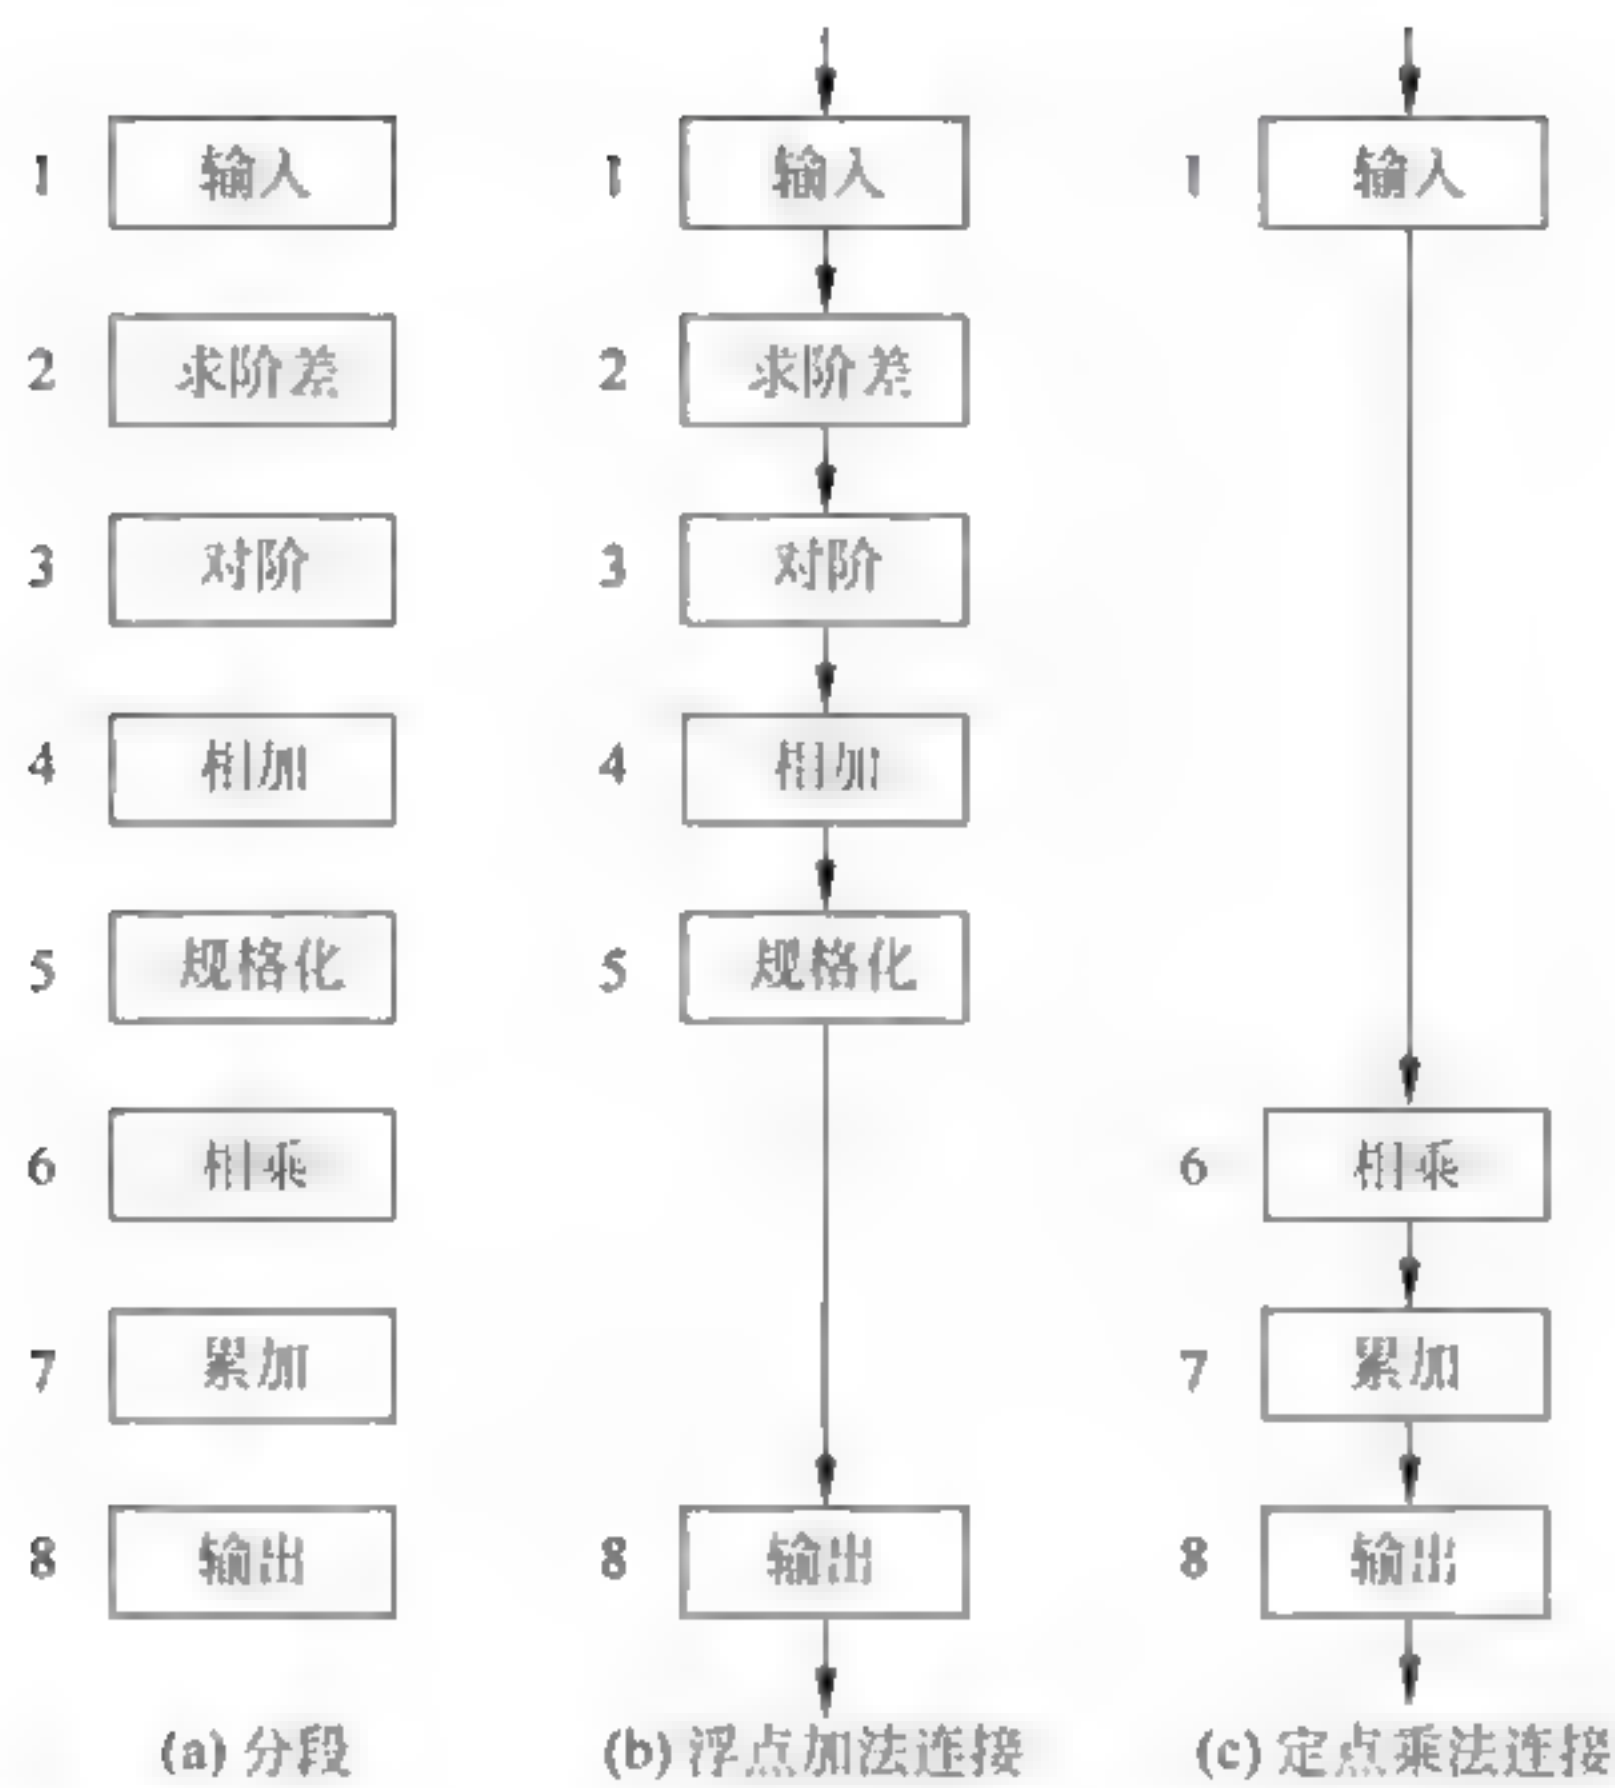 1 输入 1 输入 1 输入
2 求阶差 2 求阶差
3 对阶 3 对阶
4 相加 4 相加
5 规格化 5 规格化
6 相乘 6 相乘
7 累加 7 累加
8 输出 8 输出 8 输出
(a) 分段 (b) 浮点加法连接 (c) 定点乘法连接